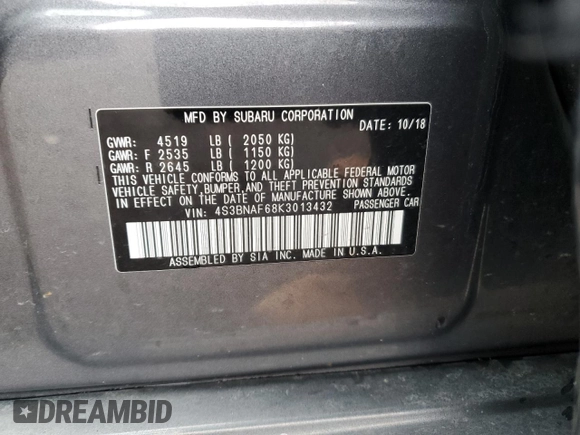 MFD BY SUBARU CORPORATION
DATE: 10/18
GVWR: 4519 LB ( 2050 KG)
GAWR: F 2535 LB ( 1150 KG)
GAWR: R 2645 LB ( 1200 KG)
THIS VEHICLE CONFORMS TO ALL APPLICABLE FEDERAL MOTOR
VEHICLE SAFETY, BUMPER, AND THEFT PREVENTION STANDARDS
IN EFFECT ON THE DATE OF MANUFACTURE SHOWN ABOVE.
VIN: 4S3BNAF68K3013432 PASSENGER CAR
ASSEMBLED BY SIA INC. MADE IN U.S.A.
DREAMBID